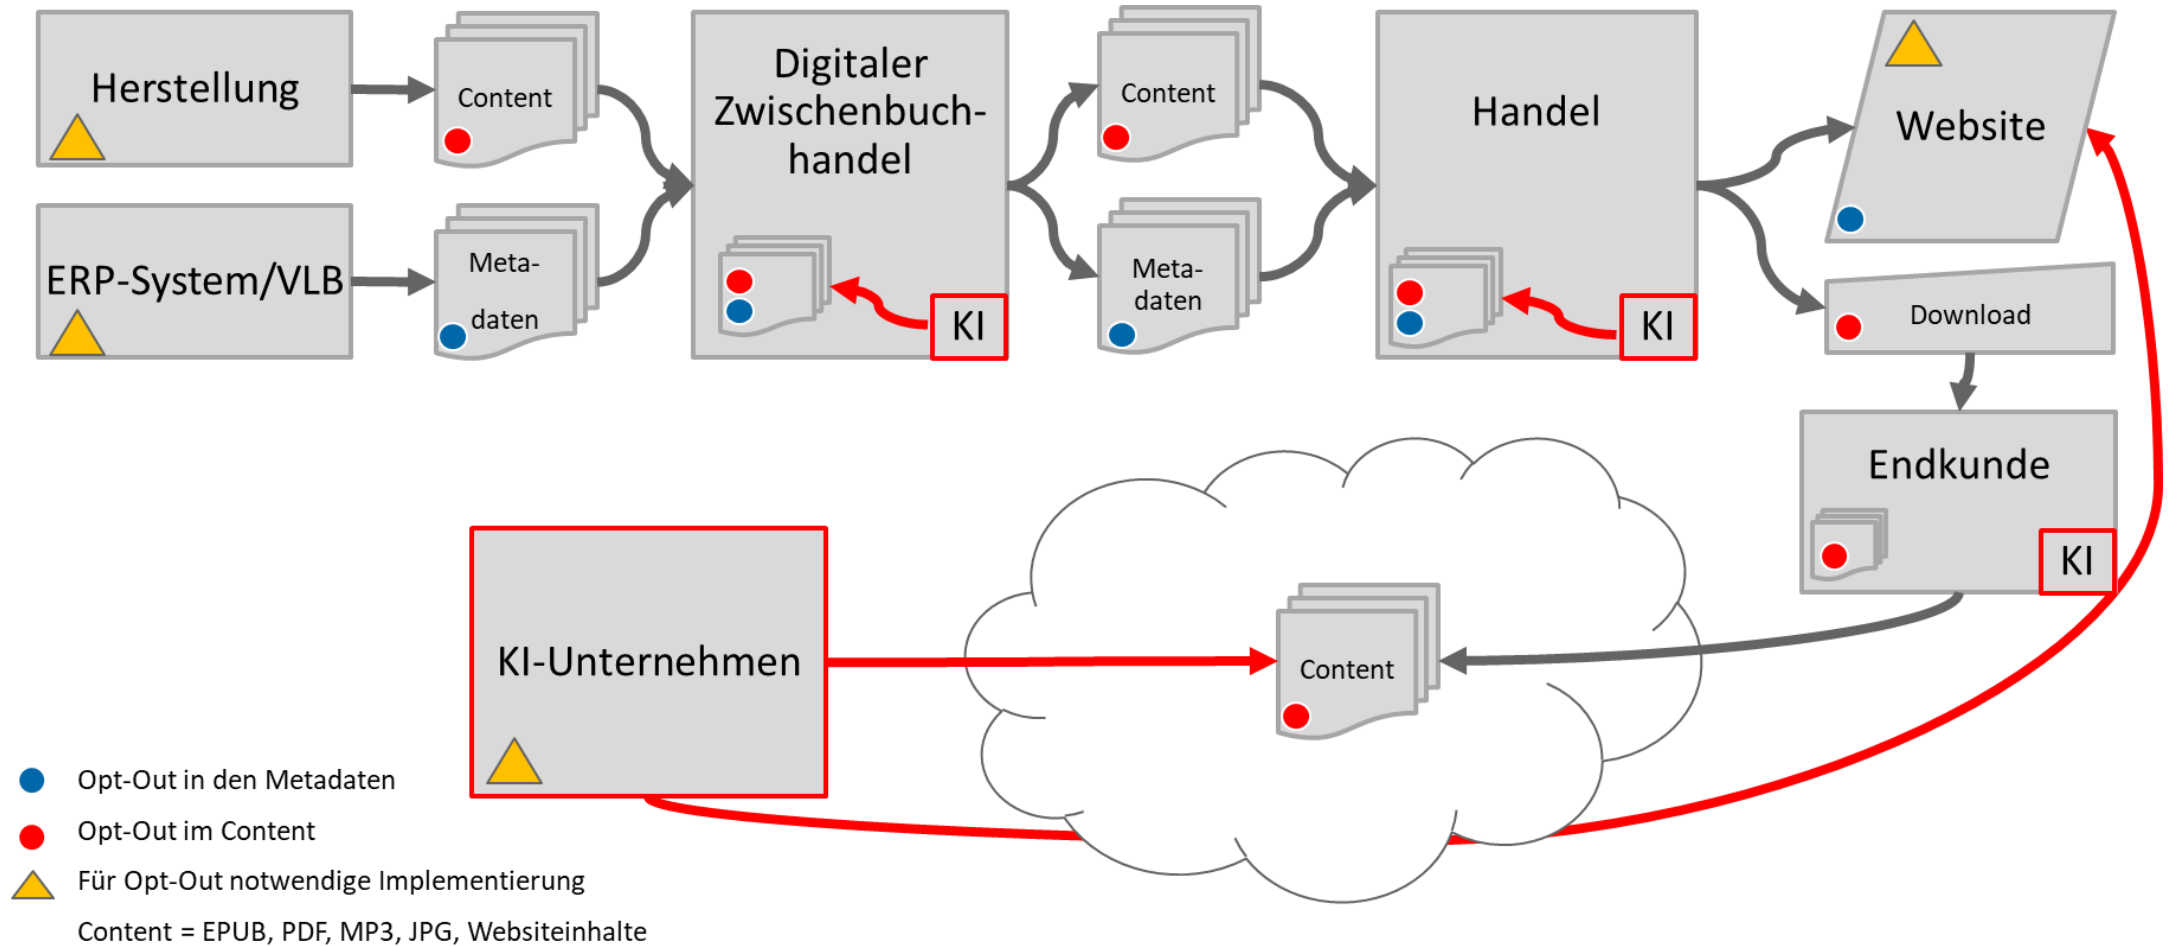 Herstellung
Content
Digitaler
Zwischenbuch-
handel
Content
Handel
Website
ERP-System/VLB
Meta-
daten
KI
Meta-
daten
KI
Download
Endkunde
KI
KI-Unternehmen
Content
Opt-Out in den Metadaten
Opt-Out im Content
Für Opt-Out notwendige Implementierung
Content = EPUB, PDF, MP3, JPG, Websiteinhalte